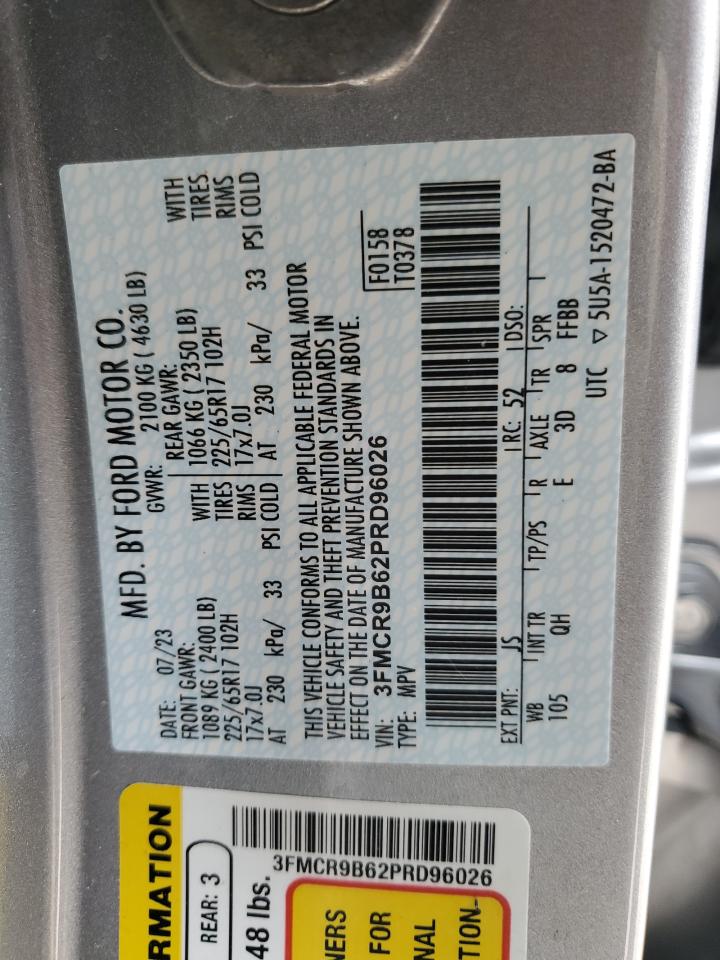 MFD. BY FORD MOTOR CO.
DATE: 07/23 GVWR: 2100 KG ( 4630 LB)
FRONT GAWR: REAR GAWR:
1089 KG ( 2400 LB) WITH 1066 KG ( 2350 LB) WITH
225/65R17 102H TIRES 225/65R17 102H TIRES
17x7.0J RIMS 17x7.0J RIMS
AT 230 kPa/ 33 PSI COLD AT 230 kPa/ 33 PSI COLD
THIS VEHICLE CONFORMS TO ALL APPLICABLE FEDERAL MOTOR
VEHICLE SAFETY AND THEFT PREVENTION STANDARDS IN
EFFECT ON THE DATE OF MANUFACTURE SHOWN ABOVE.
VIN: 3FMCR9B62PRD96026 F0158
TYPE: MPV T0378
EXT PNT: JS RC: 52 DSO:
WB INT TR TP/PS R AXLE TR SPR
105 QH E 3D 8 FFBB
UTC ▽ 5U5A-1520472-BA
RMATION
REAR: 3
48 lbs.
3FMCR9B62PRD96026
NERS
FOR
NAL
TION